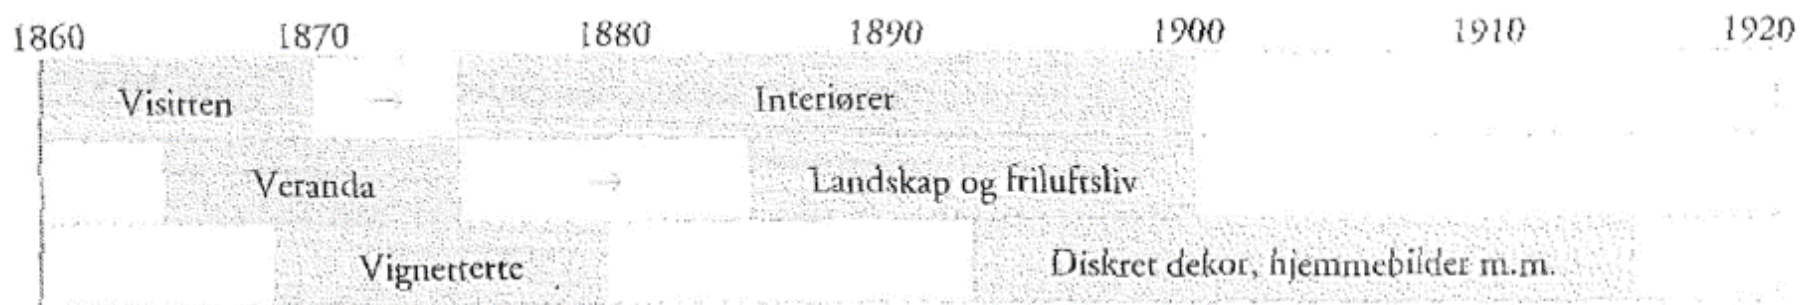 1860 1870 1880 1890 1900 1910 1920
Visitten → Interiører
Veranda → Landskap og friluftsliv
Vignetterte Diskret dekor, hjemmebilder m.m.